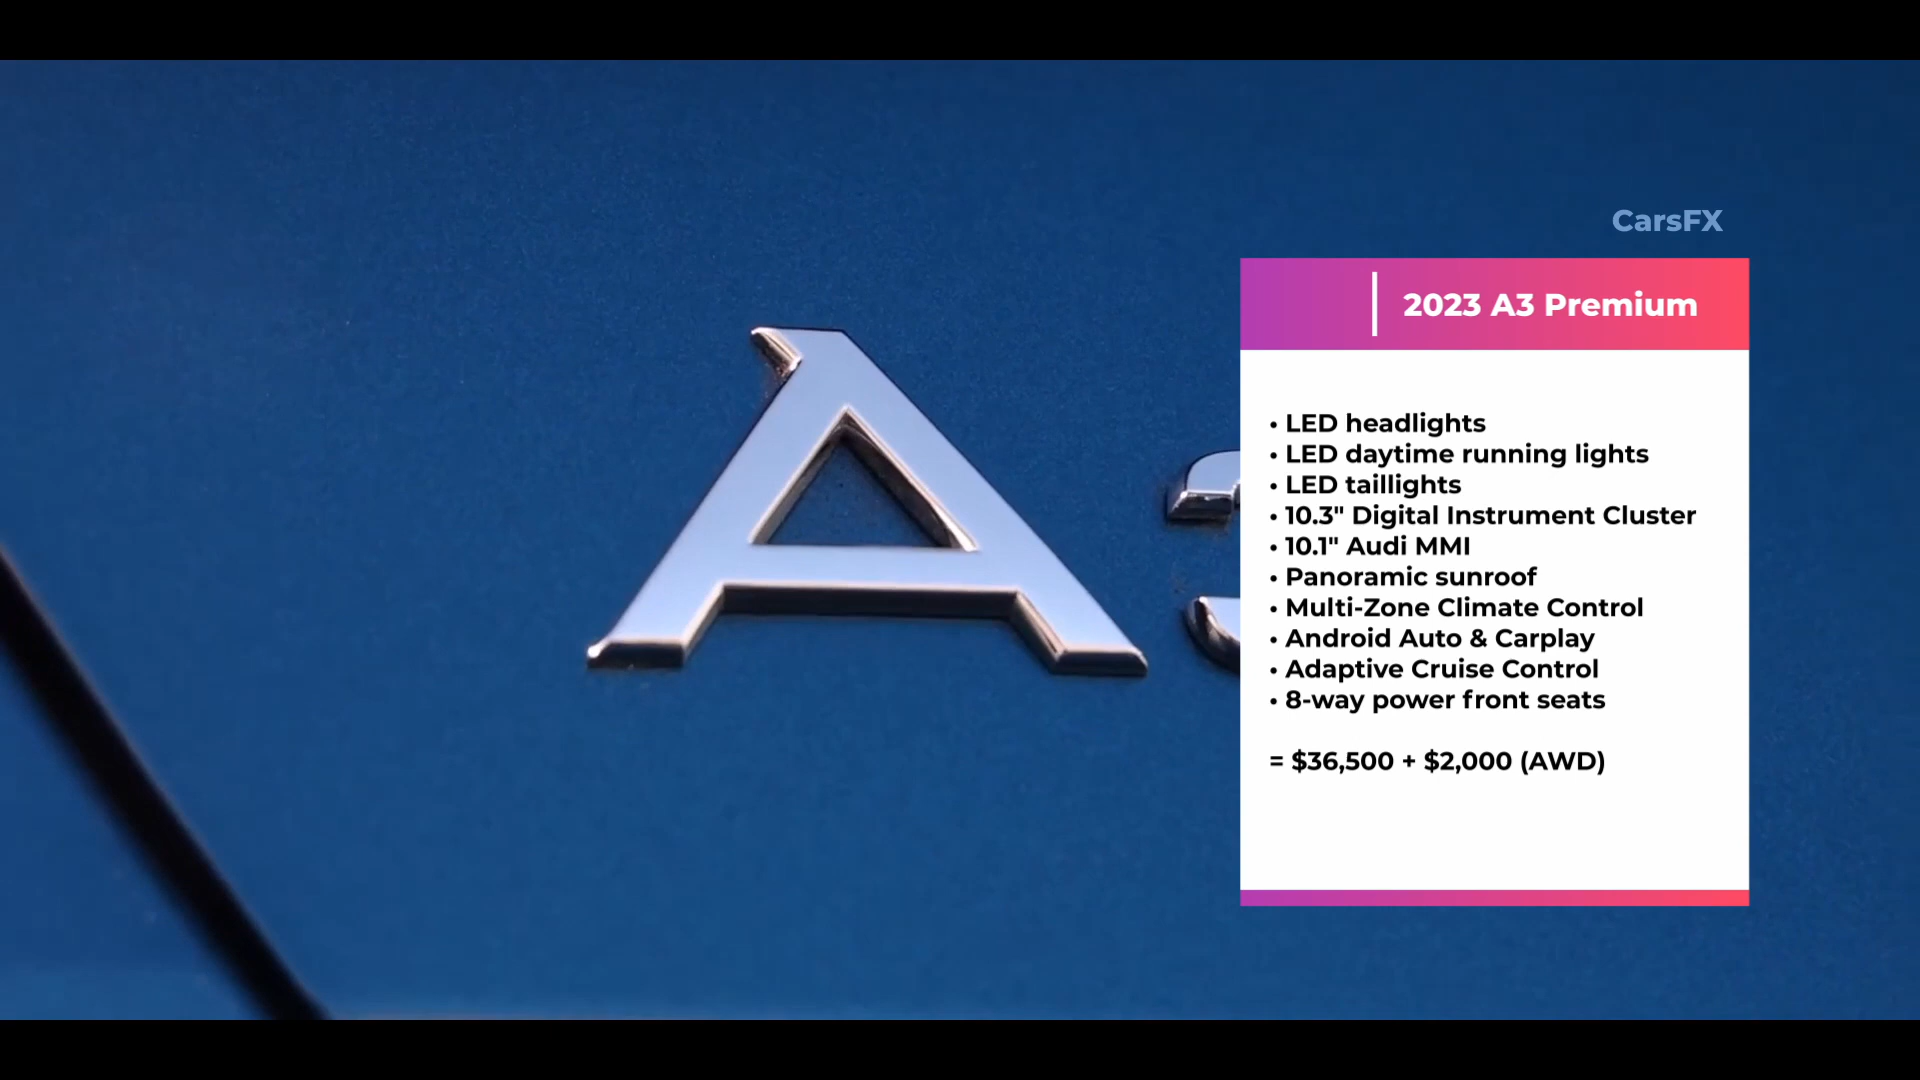 CarsFX
2023 A3 Premium
A3
• LED headlights
• LED daytime running lights
• LED taillights
• 10.3" Digital Instrument Cluster
• 10.1" Audi MMI
• Panoramic sunroof
• Multi-Zone Climate Control
• Android Auto & Carplay
• Adaptive Cruise Control
• 8-way power front seats
= $36,500 + $2,000 (AWD)